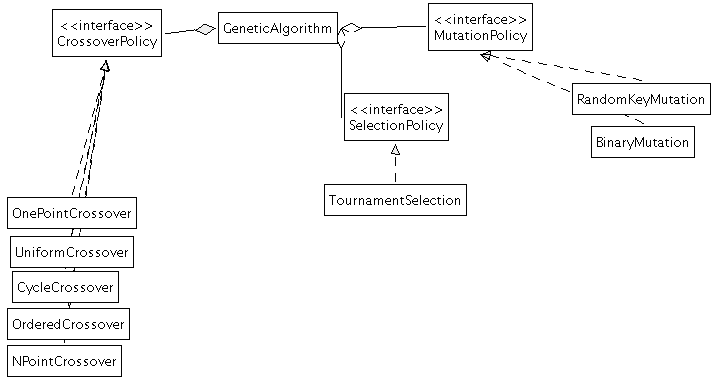 <<interface>>
CrossoverPolicy
GeneticAlgorithm
<<interface>>
MutationPolicy
RandomKeyMutation
BinaryMutation
<<interface>>
SelectionPolicy
TournamentSelection
OnePointCrossover
UniformCrossover
CycleCrossover
OrderedCrossover
NPointCrossover